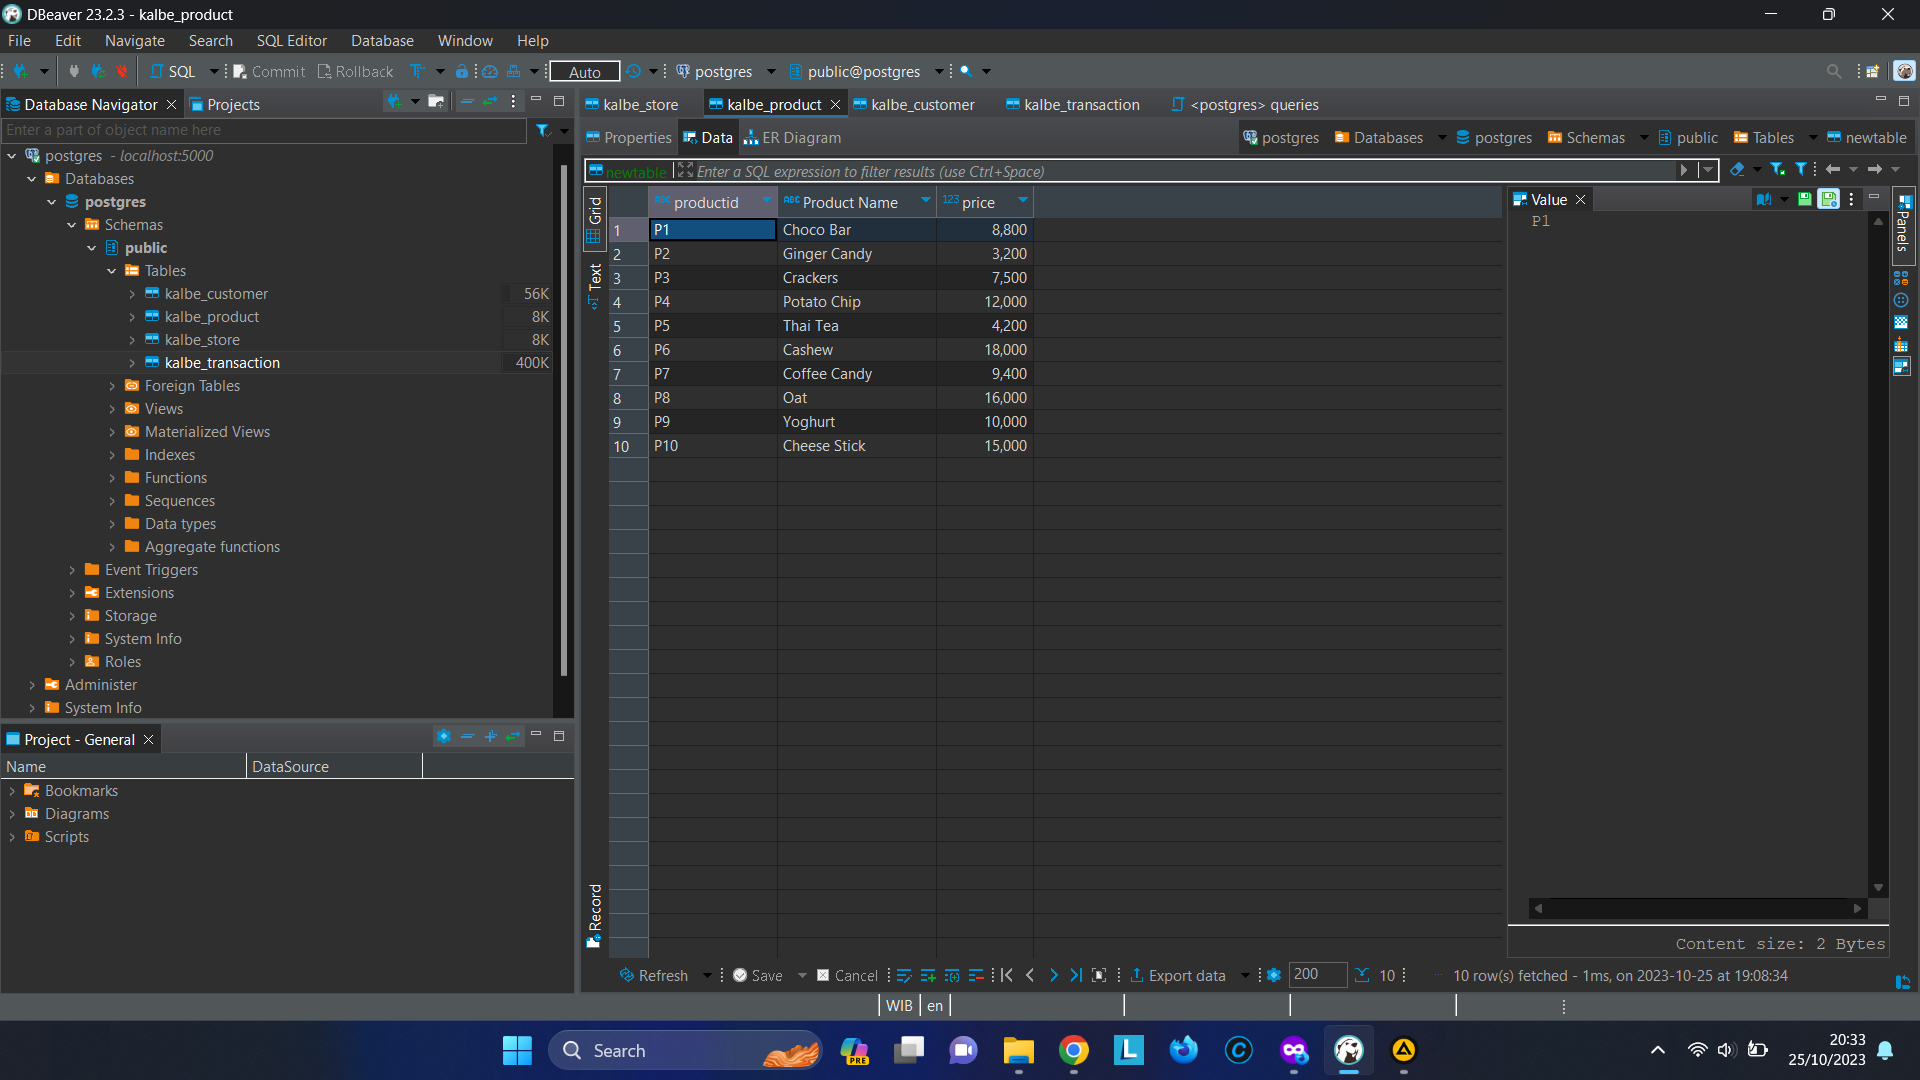 DBeaver 23.2.3 - kalbe_product
File Edit Navigate Search SQL Editor Database Window Help
SQL Commit Rollback Auto postgres public@postgres
Database Navigator Projects
Enter a part of object name here
postgres - localhost:5000
Databases
postgres
Schemas
public
Tables
kalbe_customer 56K
kalbe_product 8K
kalbe_store 8K
kalbe_transaction 400K
Foreign Tables
Views
Materialized Views
Indexes
Functions
Sequences
Data types
Aggregate functions
Event Triggers
Extensions
Storage
System Info
Roles
Administer
System Info
Project - General
Name DataSource
Bookmarks
Diagrams
Scripts
kalbe_store kalbe_product kalbe_customer kalbe_transaction <postgres> queries
Properties Data ER Diagram postgres Databases postgres Schemas public Tables newtable
newtable Enter a SQL expression to filter results (use Ctrl+Space)
Grid
Text
Record
ABC productid ABC Product Name 123 price
1 P1 Choco Bar 8,800
2 P2 Ginger Candy 3,200
3 P3 Crackers 7,500
4 P4 Potato Chip 12,000
5 P5 Thai Tea 4,200
6 P6 Cashew 18,000
7 P7 Coffee Candy 9,400
8 P8 Oat 16,000
9 P9 Yoghurt 10,000
10 P10 Cheese Stick 15,000
Value
P1
Panels
Content size: 2 Bytes
Refresh Save Cancel Export data 200 10 10 row(s) fetched - 1ms, on 2023-10-25 at 19:08:34
WIB en
Search
PRE
L
C
20:33
25/10/2023